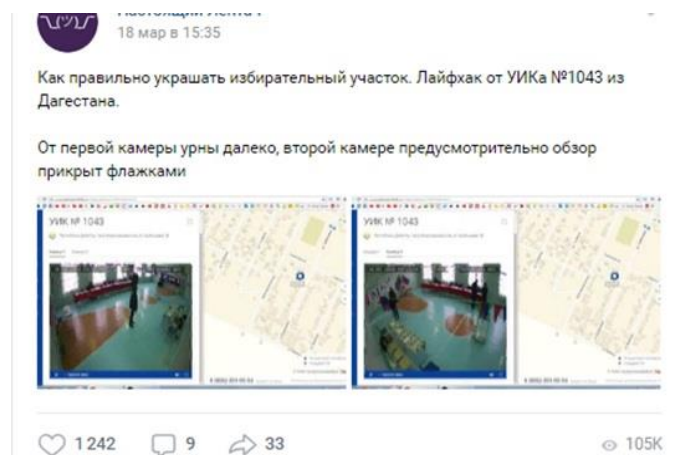 18 мар в 15:35
Как правильно украшать избирательный участок. Лайфхак от УИКа №1043 из
Дагестана.
От первой камеры урны далеко, второй камере предусмотрительно обзор
прикрыт флажками
УИК № 1043
УИК № 1043
1 242
9
33
105K